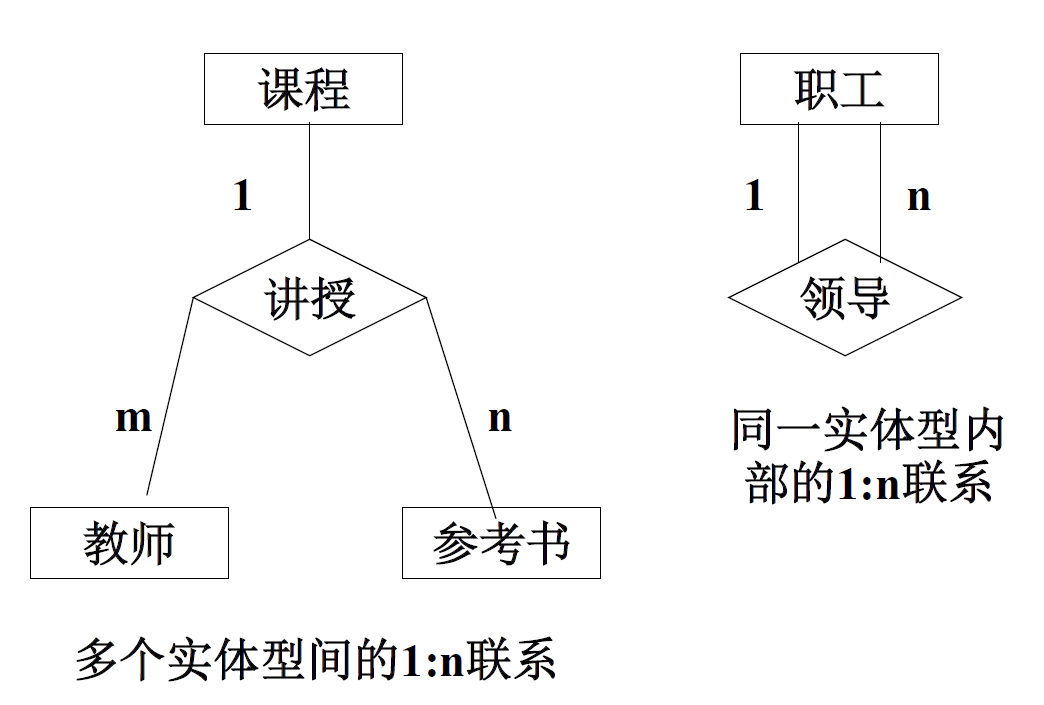 课程
1
讲授
m
n
教师
参考书
多个实体型间的1:n联系
职工
1
n
领导
同一实体型内
部的1:n联系